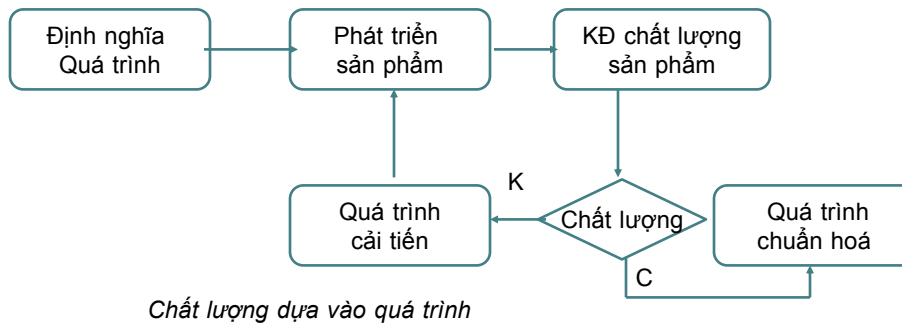 Định nghĩa
Quá trình
Phát triển
sản phẩm
KĐ chất lượng
sản phẩm
K
Quá trình
cải tiến
Chất lượng
Quá trình
chuẩn hoá
C
Chất lượng dựa vào quá trình